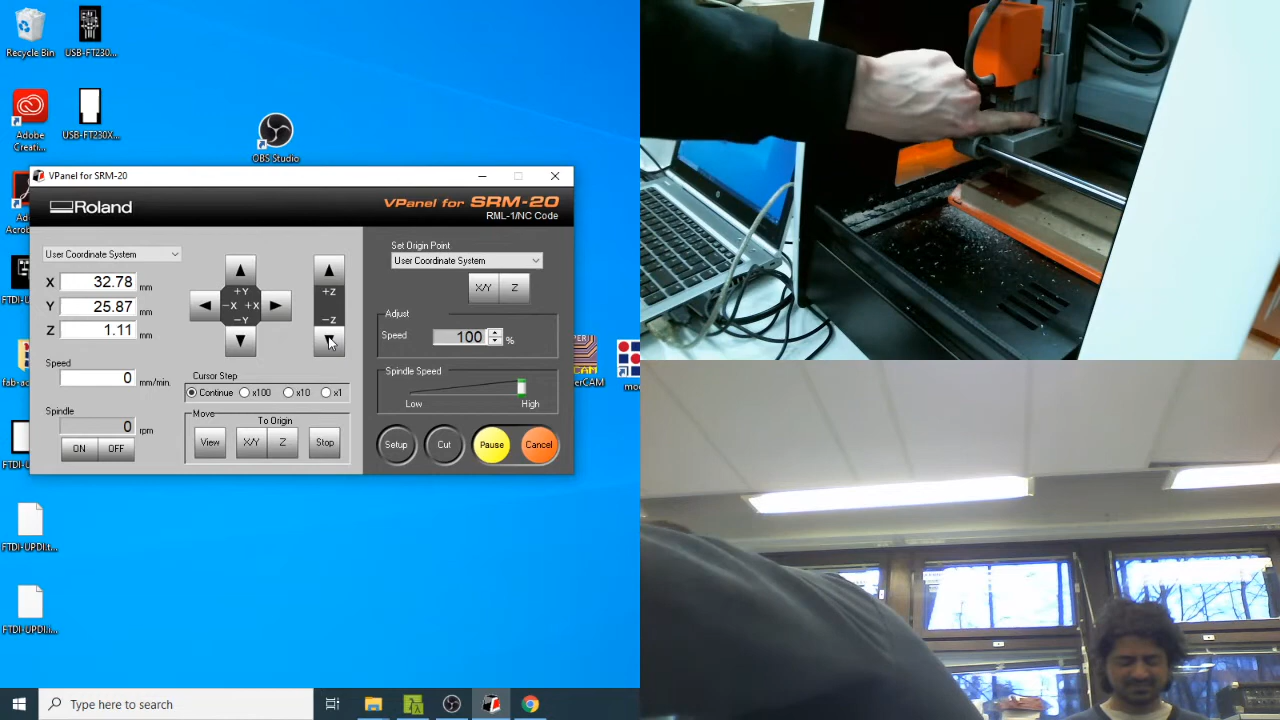 Recycle Bin
USB-FT230...
Adobe
Creati...
USB-FT230X...
OBS Studio
VPanel for SRM-20
Roland
VPanel for SRM-20
RML-1/NC Code
User Coordinate System
X 32.78 mm
Y 25.87 mm
Z 1.11 mm
Speed
0 mm/min.
Spindle
0 rpm
ON OFF
+Y
-X +X
-Y
+Z
-Z
Cursor Step
Continue x100 x10 x1
Move
To Origin
View X/Y Z Stop
Set Origin Point
User Coordinate System
X/Y Z
Adjust
Speed 100 %
Spindle Speed
Low High
Setup Cut Pause Cancel
FTDI-UPDI:t...
FTDI-UPDI:i...
Type here to search